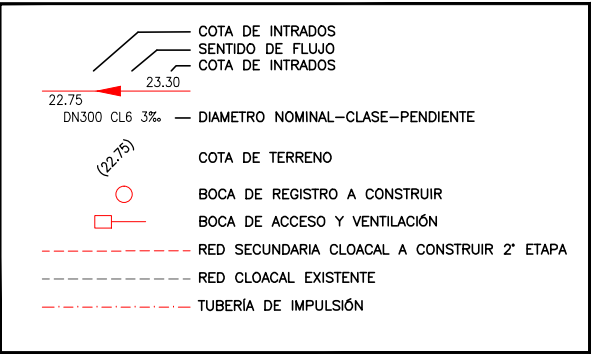 COTA DE INTRADOS
SENTIDO DE FLUJO
COTA DE INTRADOS
23.30
22.75
DN300 CL6 3‰ DIAMETRO NOMINAL-CLASE-PENDIENTE
(22.75) COTA DE TERRENO
BOCA DE REGISTRO A CONSTRUIR
BOCA DE ACCESO Y VENTILACIÓN
RED SECUNDARIA CLOACAL A CONSTRUIR 2° ETAPA
RED CLOACAL EXISTENTE
TUBERÍA DE IMPULSIÓN